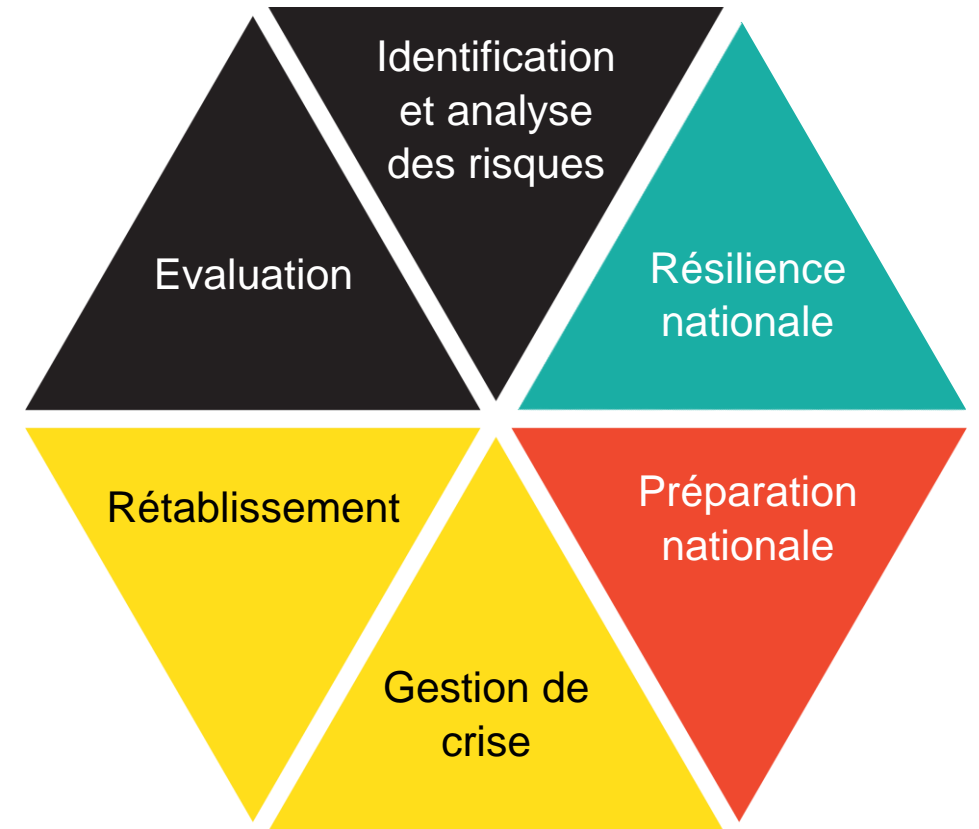 Identification
et analyse
des risques
Evaluation
Résilience
nationale
Rétablissement
Préparation
nationale
Gestion de
crise